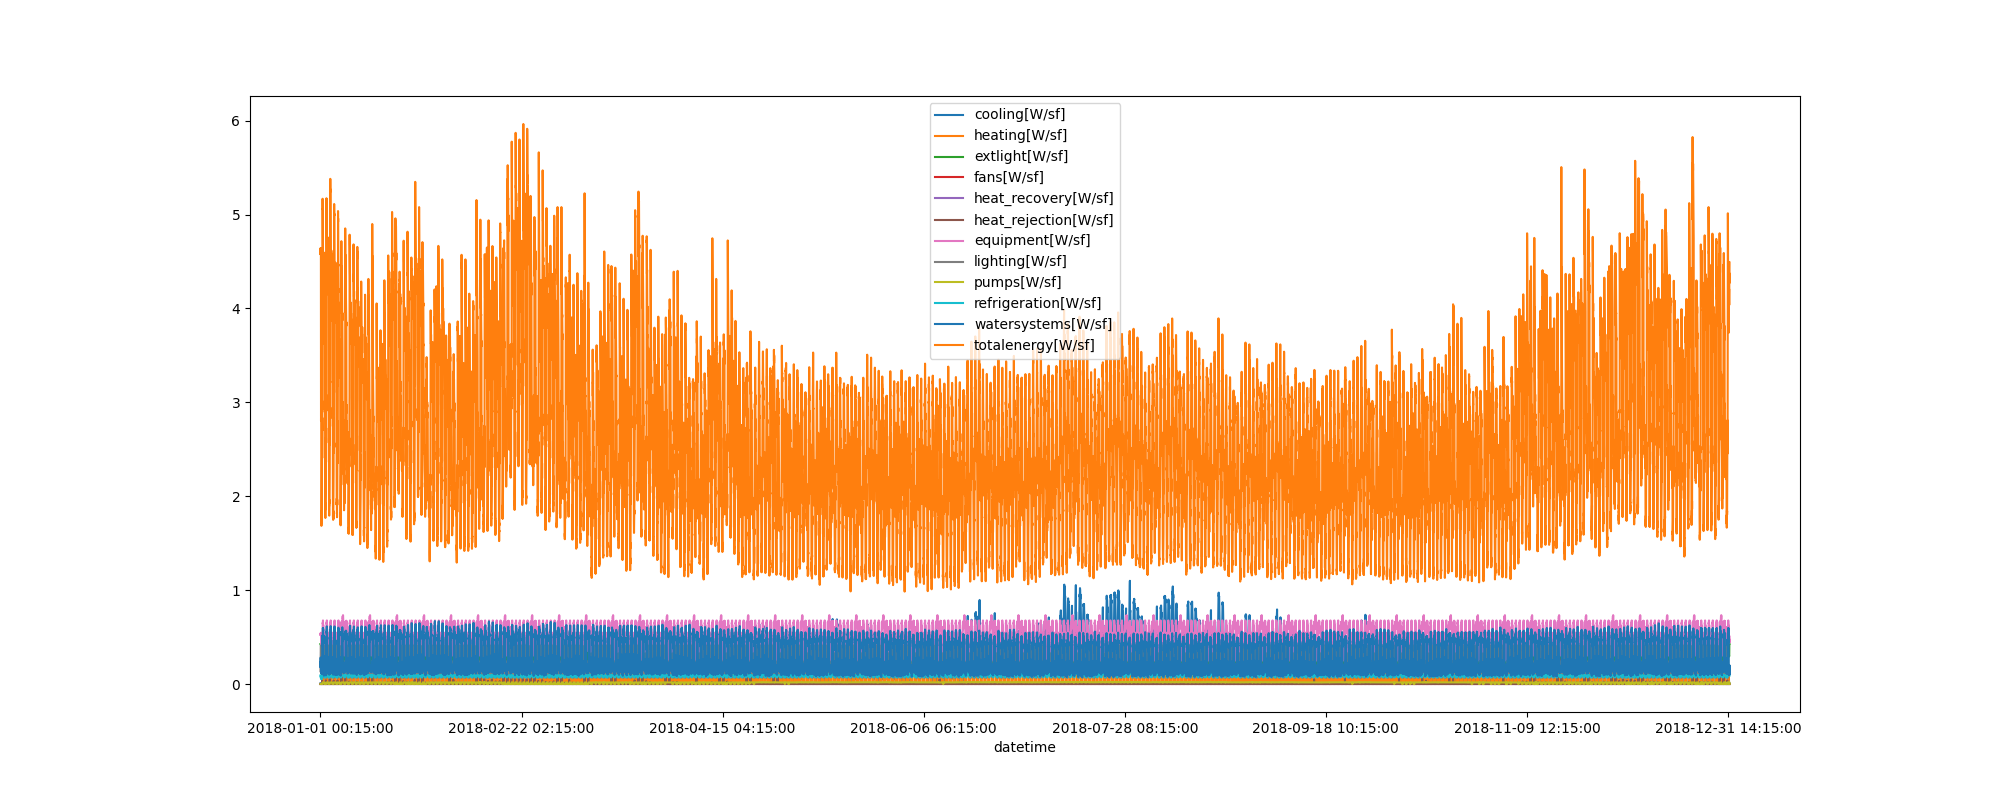 6
5
4
3
2
1
0
cooling[W/sf]
heating[W/sf]
extlight[W/sf]
fans[W/sf]
heat_recovery[W/sf]
heat_rejection[W/sf]
equipment[W/sf]
lighting[W/sf]
pumps[W/sf]
refrigeration[W/sf]
watersystems[W/sf]
totalenergy[W/sf]
2018-01-01 00:15:00 2018-02-22 02:15:00 2018-04-15 04:15:00 2018-06-06 06:15:00 2018-07-28 08:15:00 2018-09-18 10:15:00 2018-11-09 12:15:00 2018-12-31 14:15:00
datetime